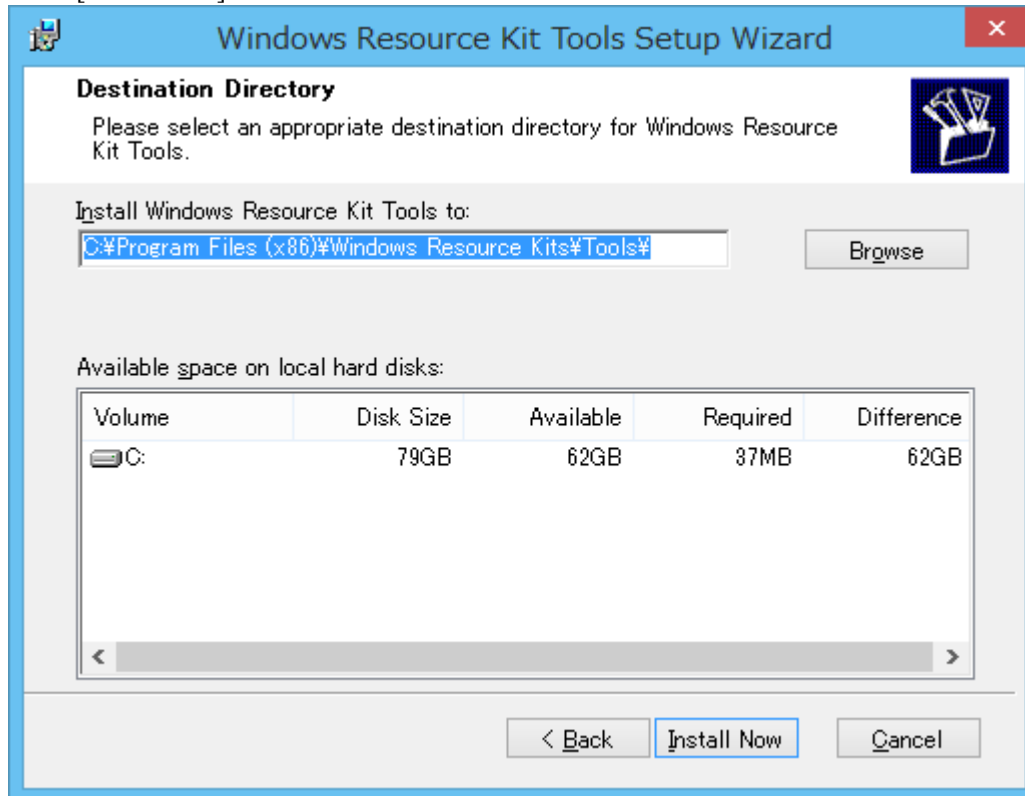 Windows Resource Kit Tools Setup Wizard
Destination Directory
Please select an appropriate destination directory for Windows Resource
Kit Tools.
Install Windows Resource Kit Tools to:
C:¥Program Files (x86)¥Windows Resource Kits¥Tools¥
Browse
Available space on local hard disks:
Volume Disk Size Available Required Difference
C: 79GB 62GB 37MB 62GB
< Back Install Now Cancel